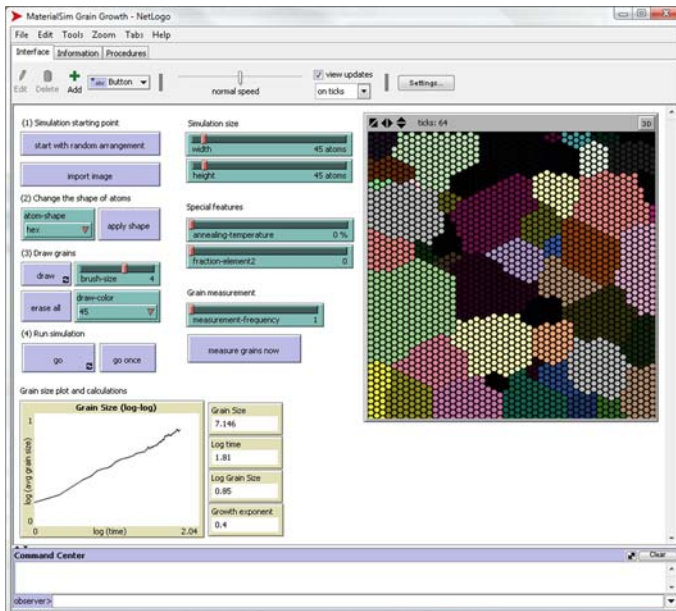 MaterialSim Grain Growth - NetLogo
File Edit Tools Zoom Tabs Help
Interface Information Procedures
Edit Delete Add abc Button normal speed view updates on ticks Settings...
(1) Simulation starting point
start with random arrangement
import image
(2) Change the shape of atoms
atom-shape
hex
apply shape
(3) Draw grains
draw
brush-size 4
erase all
draw-color
45
(4) Run simulation
go
go once
Simulation size
width 45 atoms
height 45 atoms
Special features
annealing-temperature 0 %
fraction-element2 0
Grain measurement
measurement-frequency 1
measure grains now
ticks: 64
3D
Grain size plot and calculations
Grain Size (log-log)
1
log (avg grain size)
0
0 log (time) 2.04
Grain Size
7.146
Log time
1.81
Log Grain Size
0.85
Growth exponent
0.4
Command Center
Clear
observer>